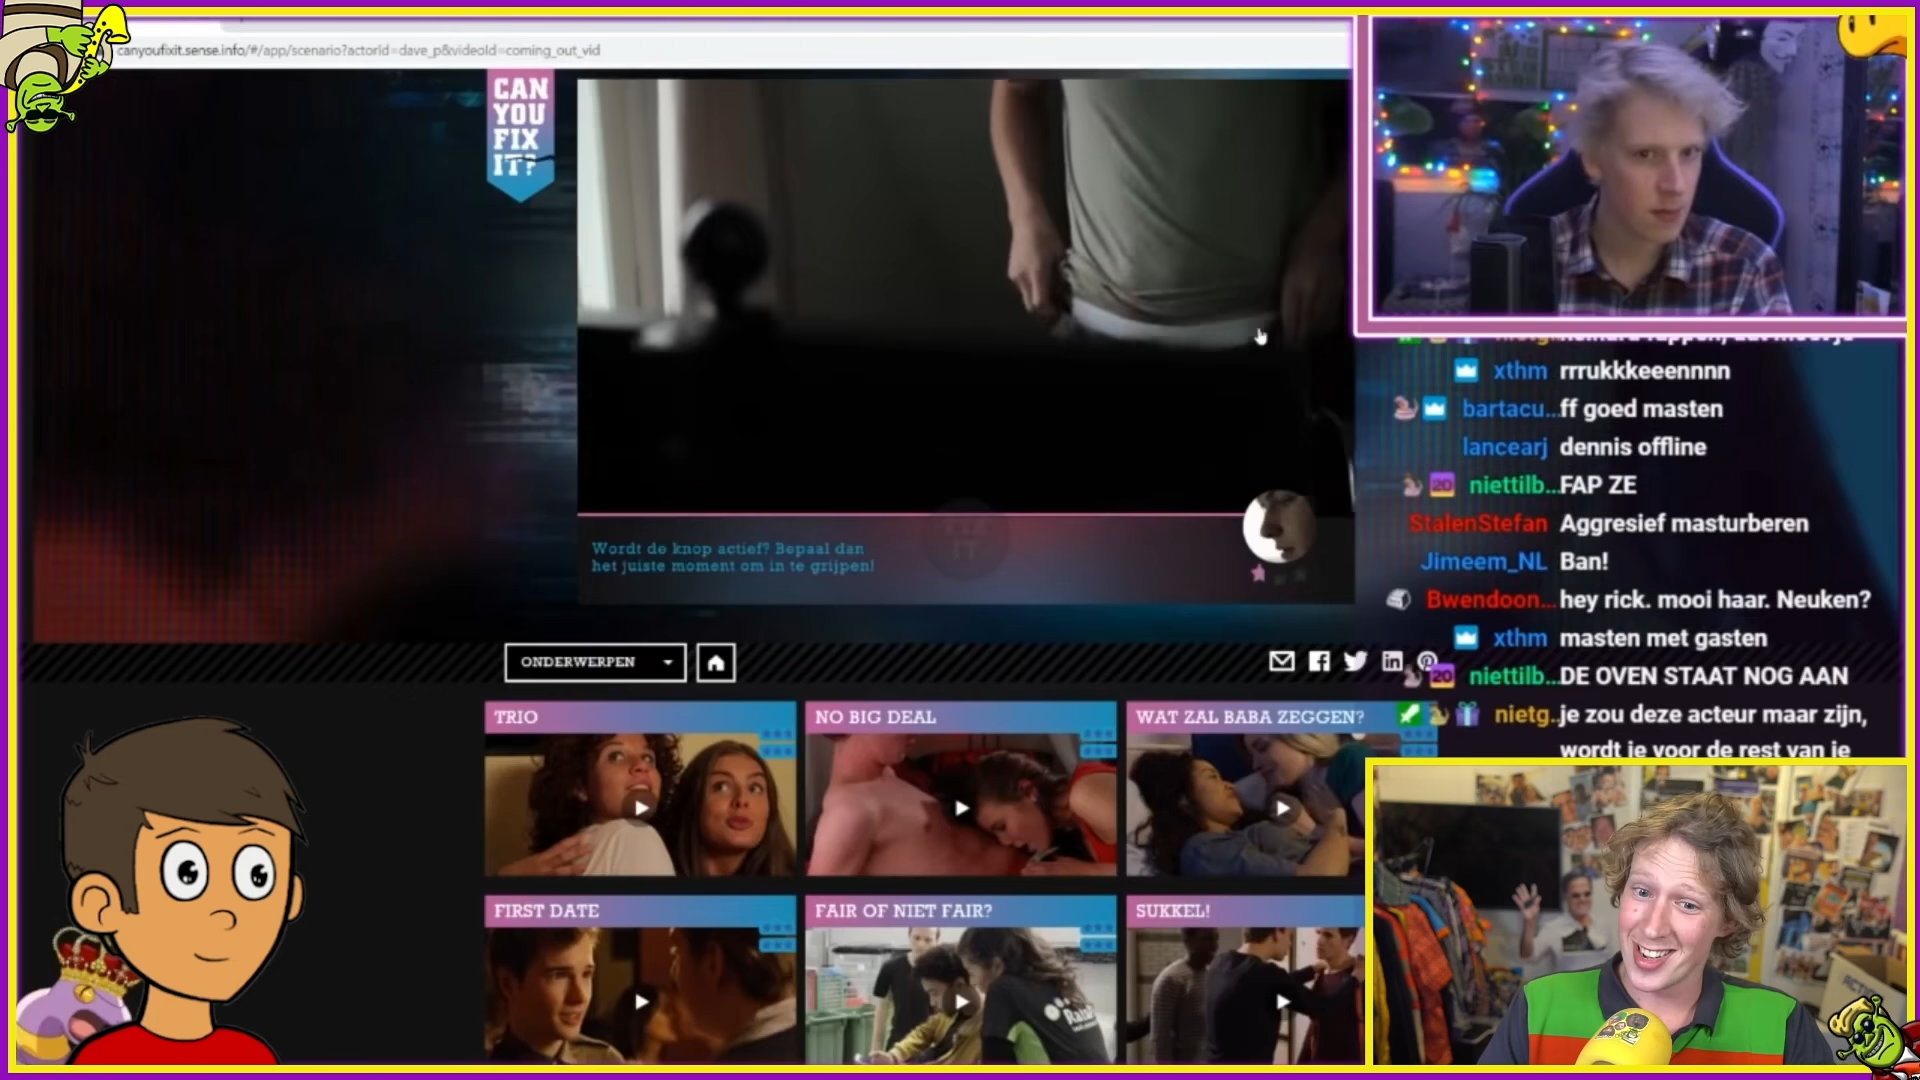 canyoufixit.sense.info/#/app/scenario?actorId=dave_p&videoId=coming_out_vid
CAN
YOU
FIX
IT?
Wordt de knop actief? Bepaal dan
het juiste moment om in te grijpen!
FIX
IT
xthm rrrukkkeeennnn
bartacu... ff goed masten
lancearj dennis offline
20 niettilb... FAP ZE
StalenStefan Aggresief masturberen
Jimeem_NL Ban!
Bwendoon... hey rick. mooi haar. Neuken?
xthm masten met gasten
20 niettilb... DE OVEN STAAT NOG AAN
nietg.. je zou deze acteur maar zijn,
wordt je voor de rest van je
ONDERWERPEN
TRIO
NO BIG DEAL
WAT ZAL BABA ZEGGEN?
FIRST DATE
FAIR OF NIET FAIR?
SUKKEL!